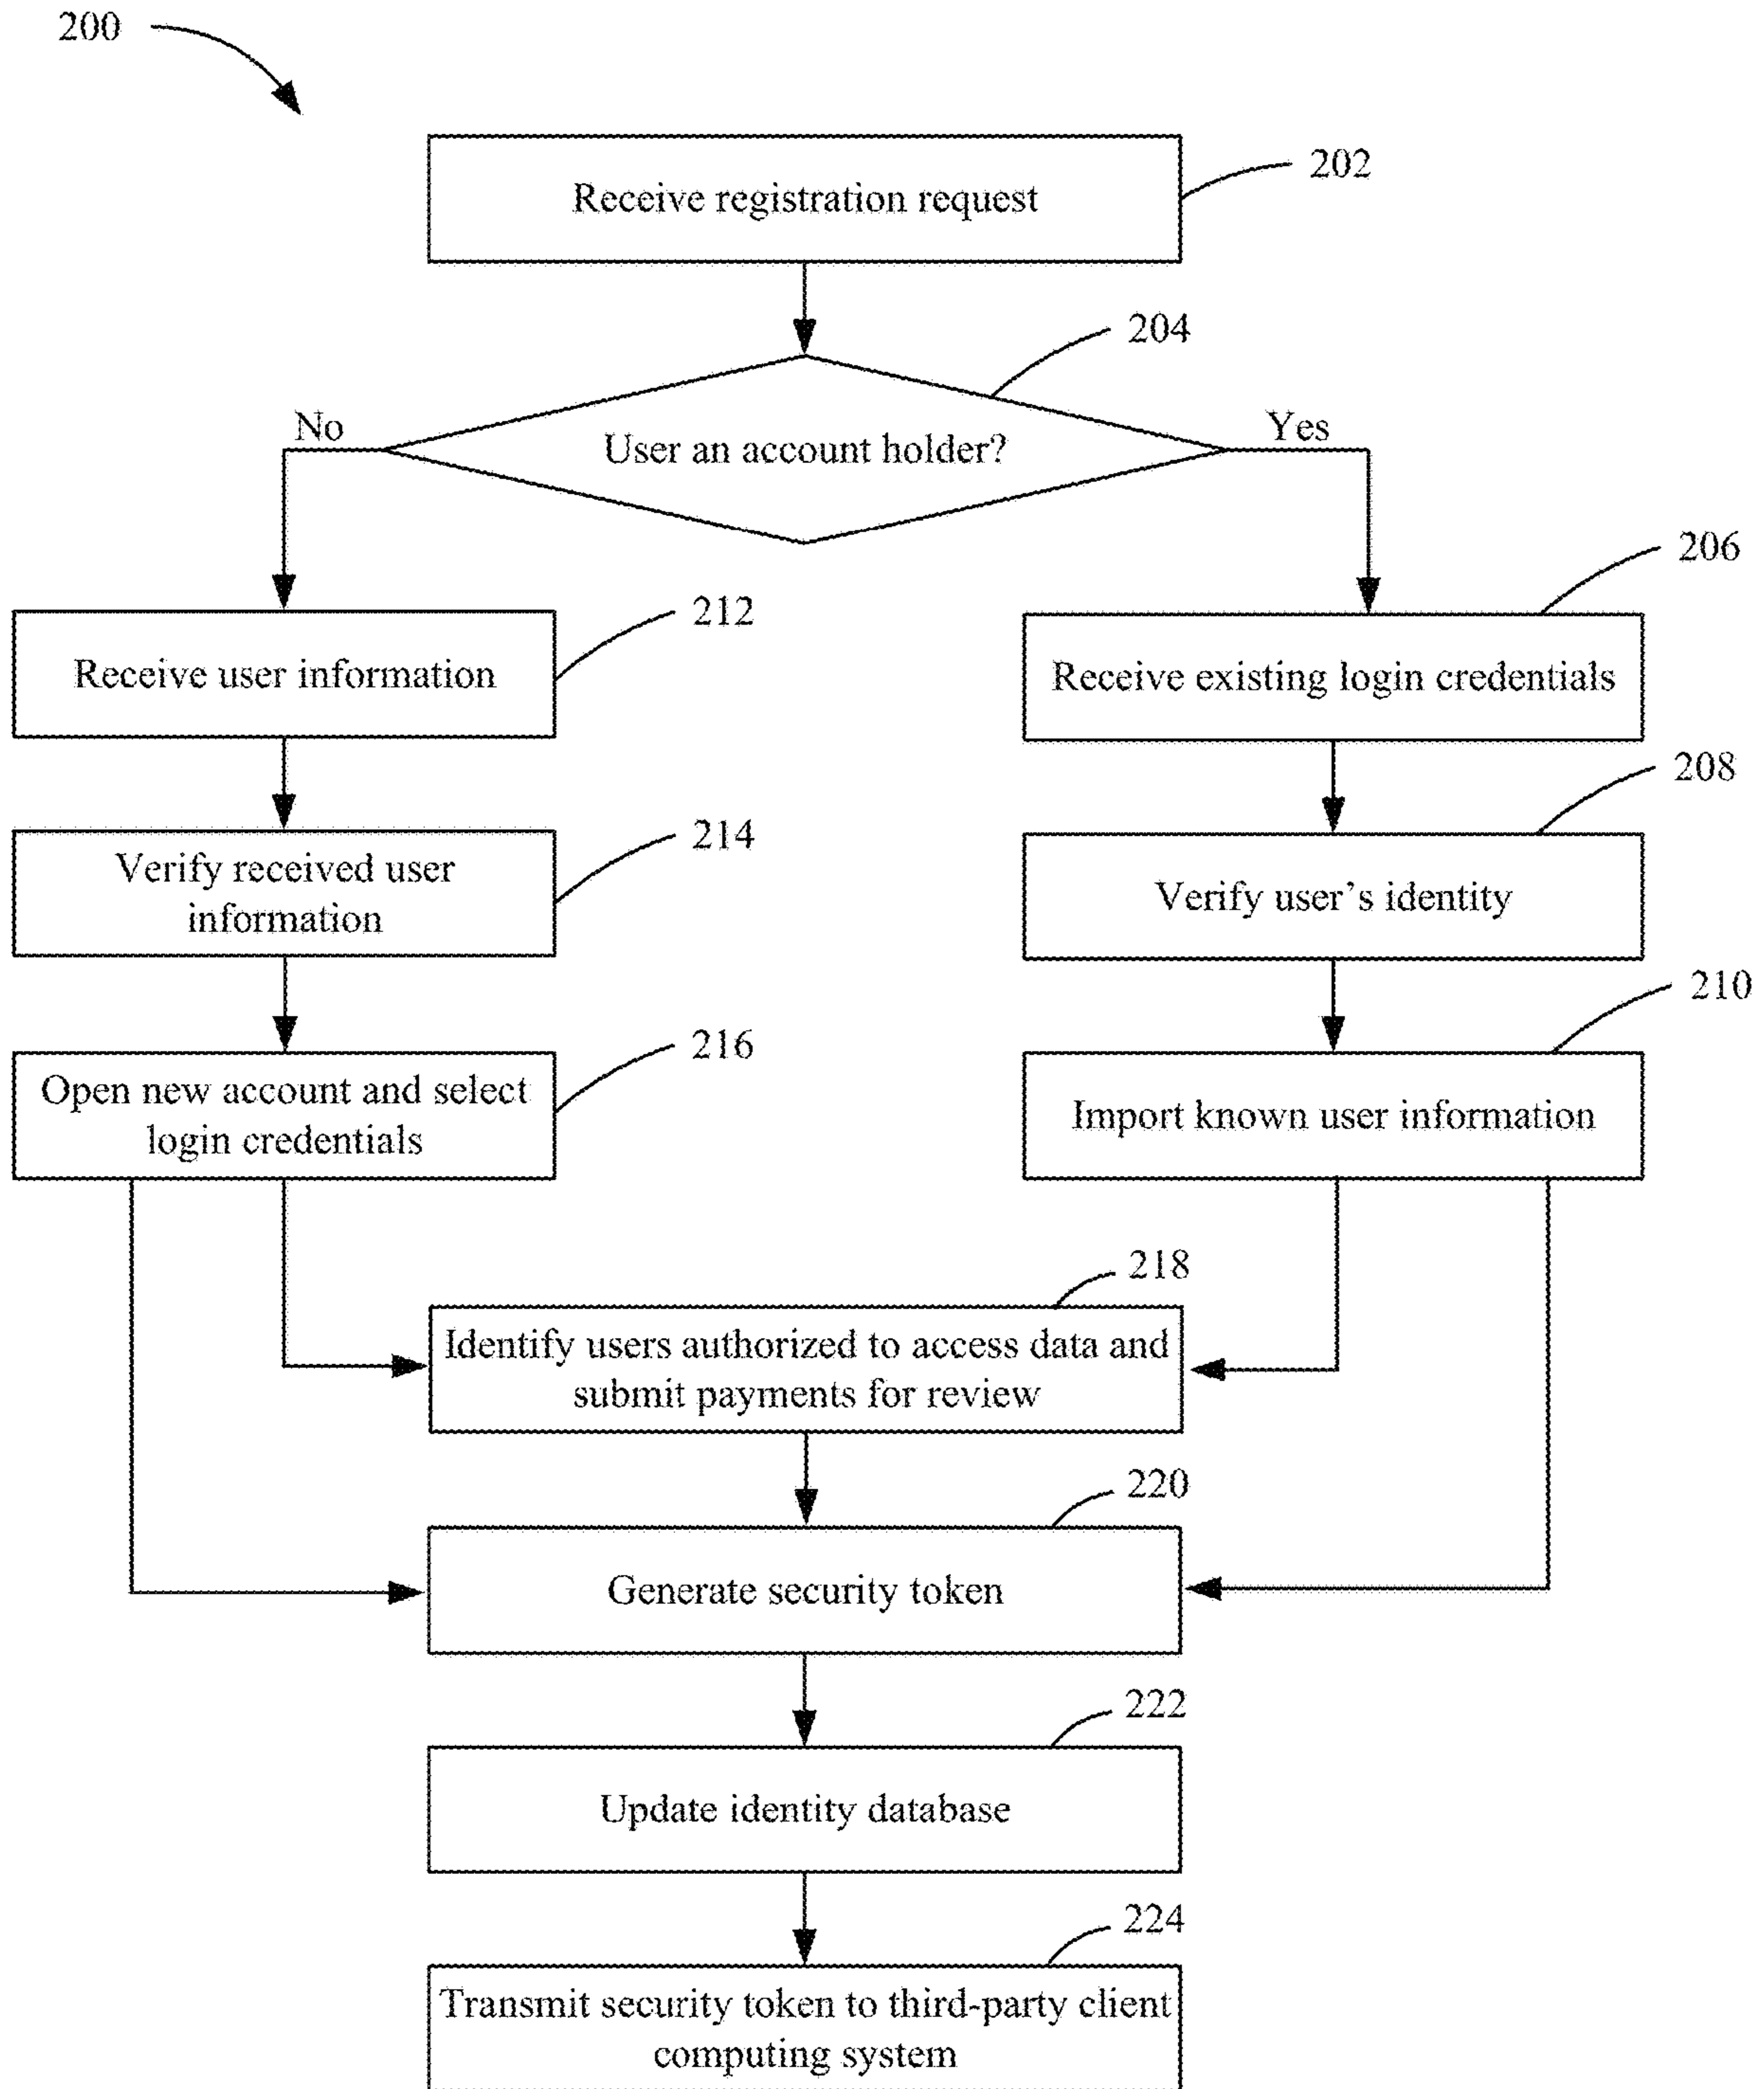 200
202
Receive registration request
204
No
User an account holder?
Yes
206
212
Receive user information
Receive existing login credentials
208
214
Verify received user
information
Verify user’s identity
210
216
Open new account and select
login credentials
Import known user information
218
Identify users authorized to access data and
submit payments for review
220
Generate security token
222
Update identity database
224
Transmit security token to third-party client
computing system